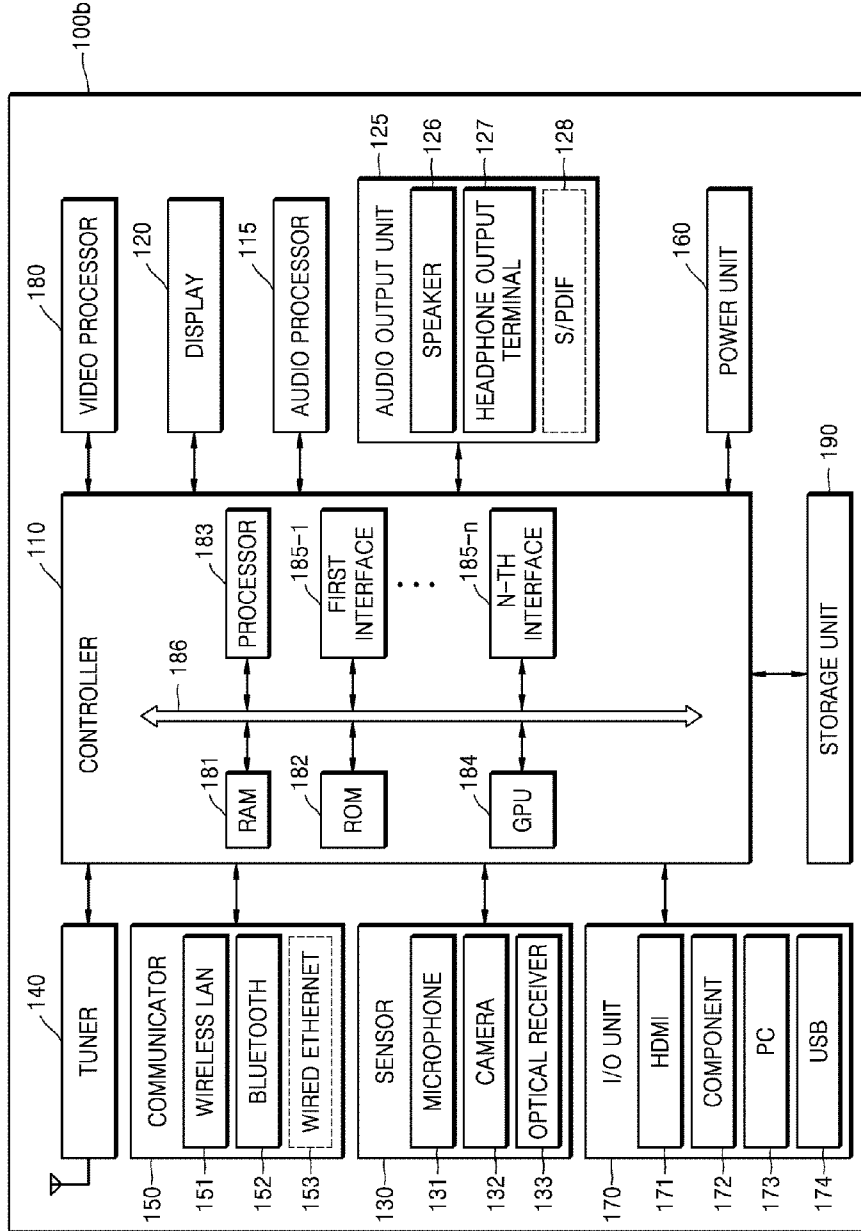 100b
140
TUNER
150
COMMUNICATOR
151
WIRELESS LAN
152
BLUETOOTH
153
WIRED ETHERNET
130
SENSOR
131
MICROPHONE
132
CAMERA
133
OPTICAL RECEIVER
170
I/O UNIT
171
HDMI
172
COMPONENT
173
PC
174
USB
110
CONTROLLER
186
181
RAM
182
ROM
184
GPU
183
PROCESSOR
185-1
FIRST
INTERFACE
• • •
185-n
N-TH
INTERFACE
190
STORAGE UNIT
180
VIDEO PROCESSOR
120
DISPLAY
115
AUDIO PROCESSOR
125
AUDIO OUTPUT UNIT
126
SPEAKER
127
HEADPHONE OUTPUT
TERMINAL
128
S/PDIF
160
POWER UNIT